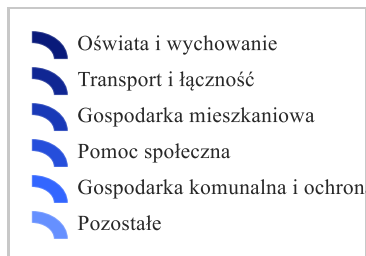 Oświata i wychowanie
Transport i łączność
Gospodarka mieszkaniowa
Pomoc społeczna
Gospodarka komunalna i ochron
Pozostałe